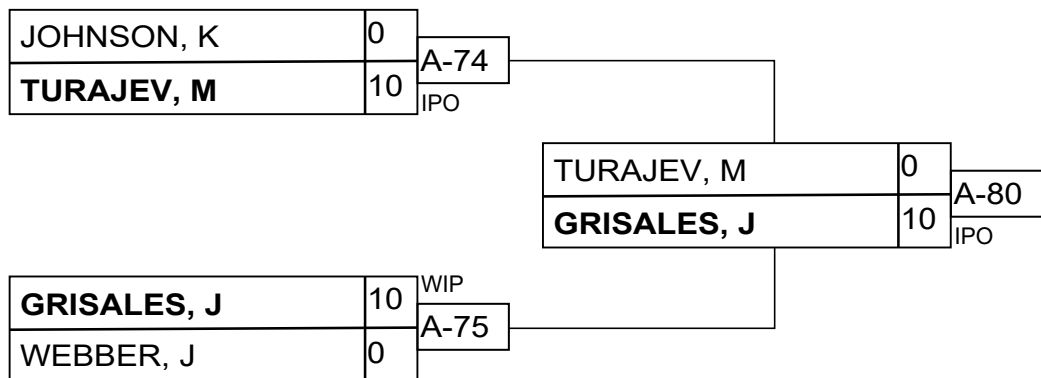 JOHNSON, K 0
A-74
TURAJEV, M 10
IPO
TURAJEV, M 0
A-80
GRISALES, J 10
IPO
WIP
GRISALES, J 10
A-75
WEBBER, J 0